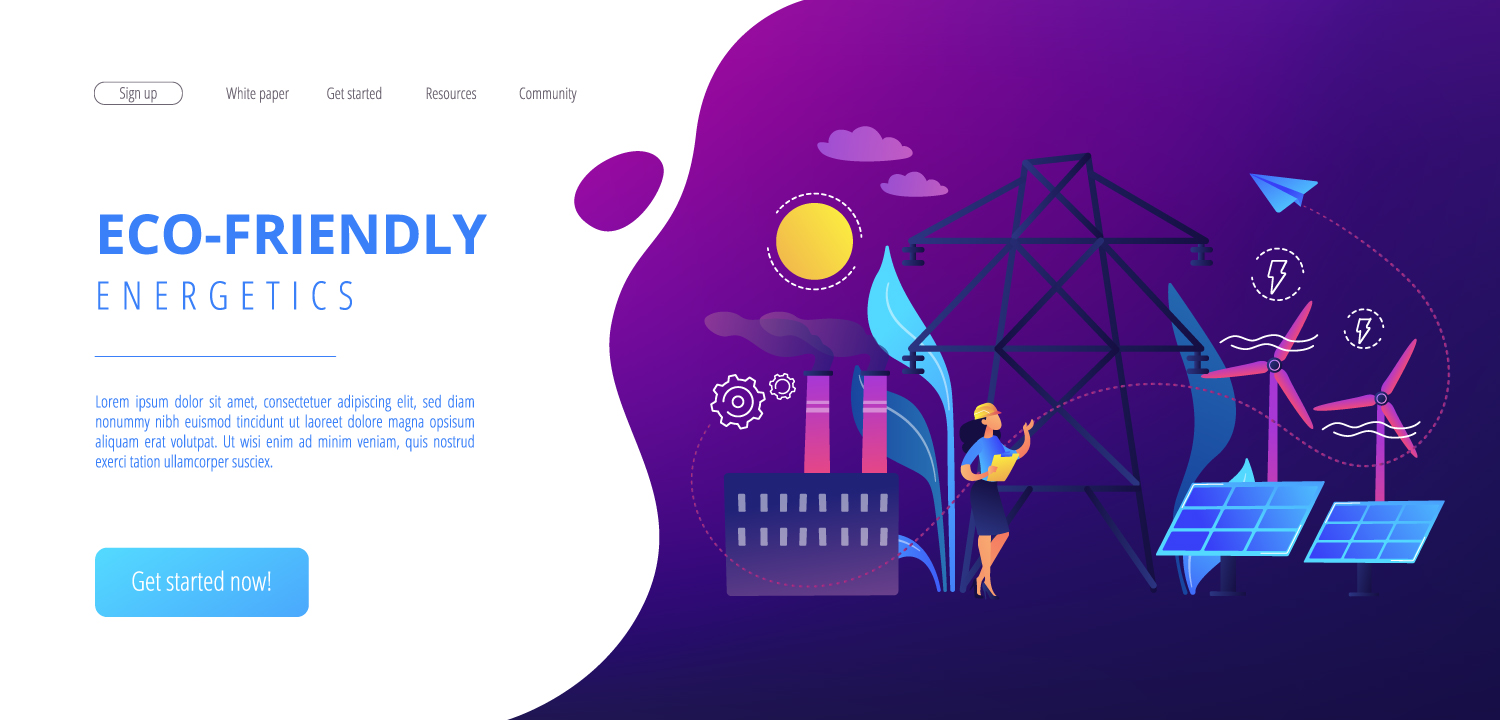 Sign up White paper Get started Resources Community
ECO-FRIENDLY
ENERGETICS
Lorem ipsum dolor sit amet, consectetuer adipiscing elit, sed diam
nonummy nibh euismod tincidunt ut laoreet dolore magna opsisum
aliquam erat volutpat. Ut wisi enim ad minim veniam, quis nostrud
exerci tation ullamcorper susciex.
Get started now!